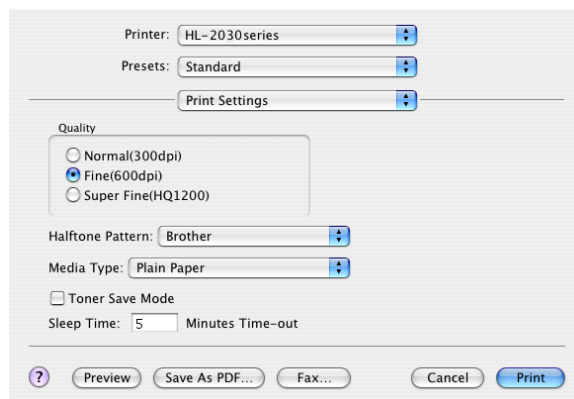 Printer: HL-2030series
Presets: Standard
Print Settings
Quality
Normal(300dpi)
Fine(600dpi)
Super Fine(HQ1200)
Halftone Pattern: Brother
Media Type: Plain Paper
Toner Save Mode
Sleep Time: 5 Minutes Time-out
? Preview Save As PDF... Fax... Cancel Print